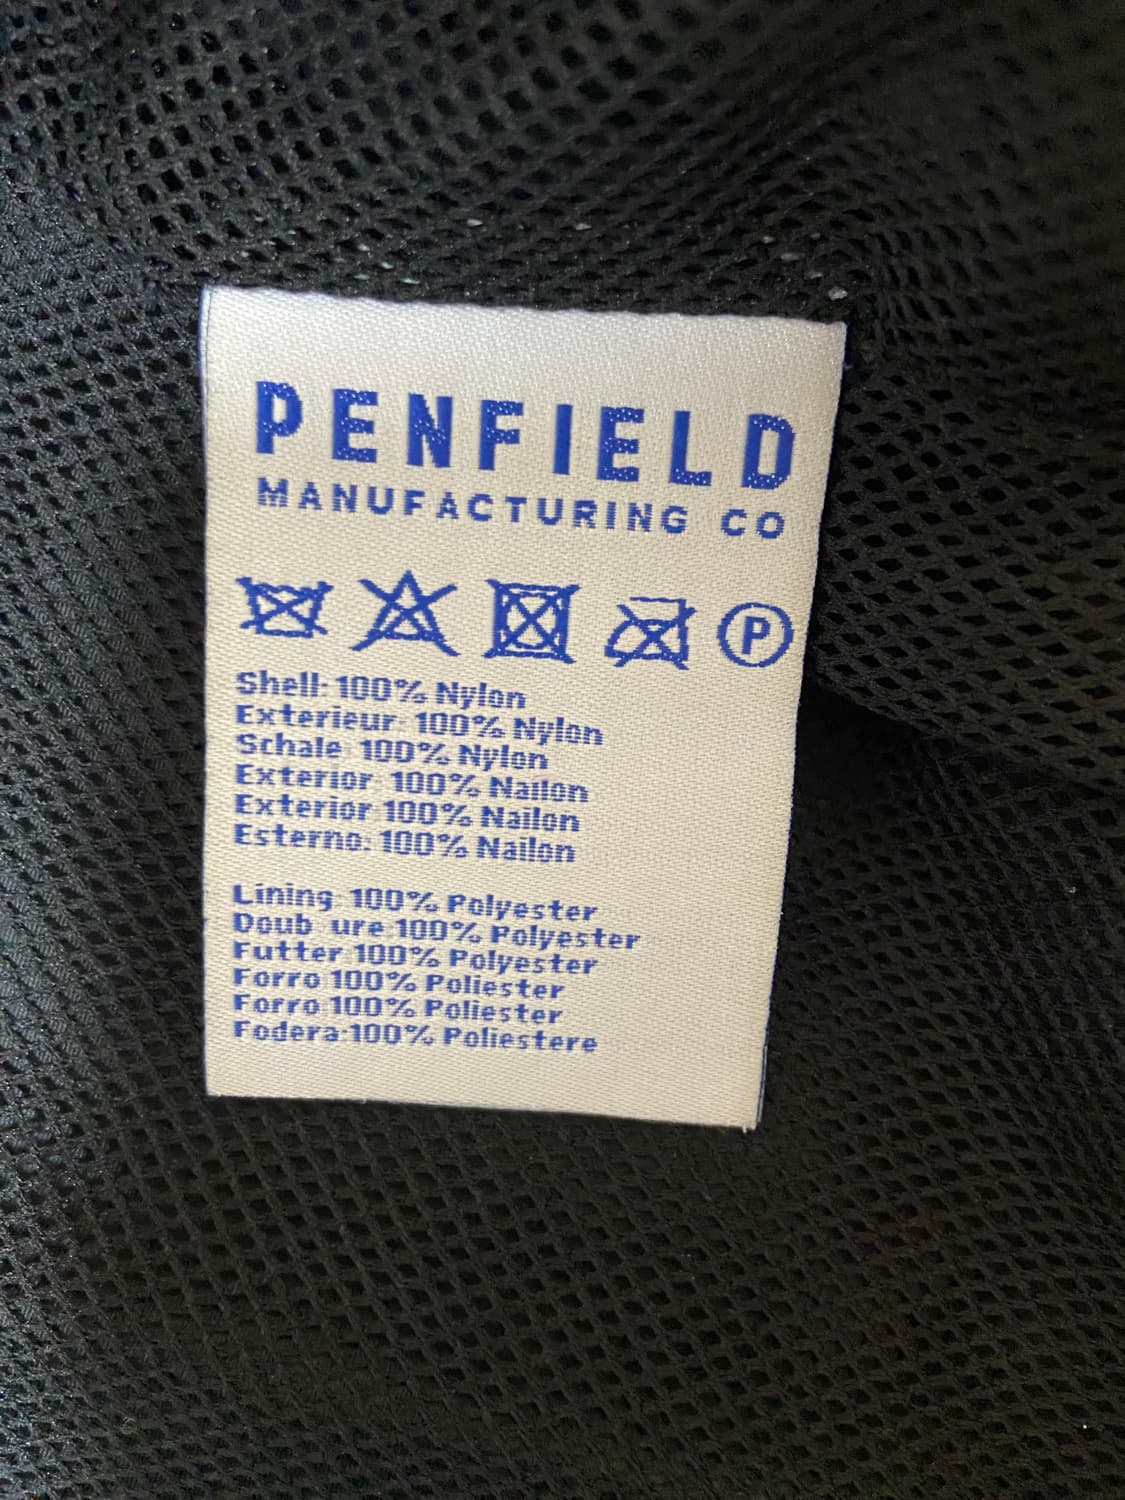 PENFIELD
MANUFACTURING CO
P
Shell: 100% Nylon
Exterieur: 100% Nylon
Schale: 100% Nylon
Exterior: 100% Nailon
Exterior 100% Nailon
Esterno: 100% Nailon
Lining: 100% Polyester
Doub ure:100% Polyester
Futter:100% Polyester
Forro:100% Poliester
Forro:100% Poliester
Fodera:100% Poliestere